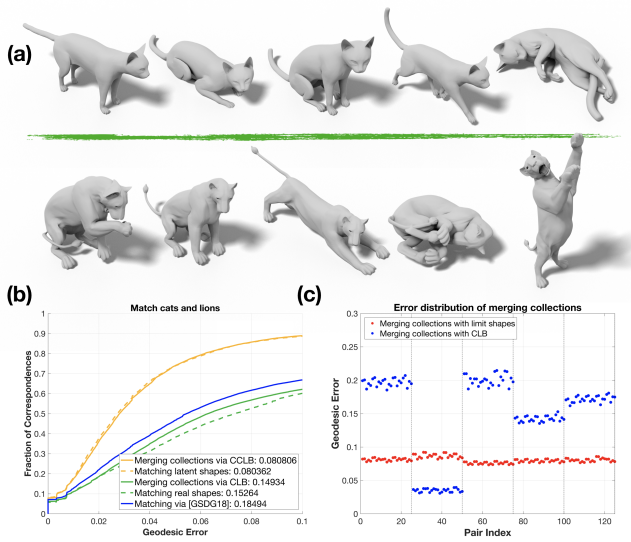 (a)
(b)
Match cats and lions
Fraction of Correspondences
1
0.9
0.8
0.7
0.6
0.5
0.4
0.3
0.2
0.1
0
Merging collections via CCLB: 0.080806
Matching latent shapes: 0.080362
Merging collections via CLB: 0.14934
Matching real shapes: 0.15264
Matching via [GSDG18]: 0.18494
0 0.02 0.04 0.06 0.08 0.1
Geodesic Error
(c)
Error distribution of merging collections
Geodesic Error
0.3
0.25
0.2
0.15
0.1
0.05
0
Merging collections with limit shapes
Merging collections with CLB
0 20 40 60 80 100 120
Pair Index